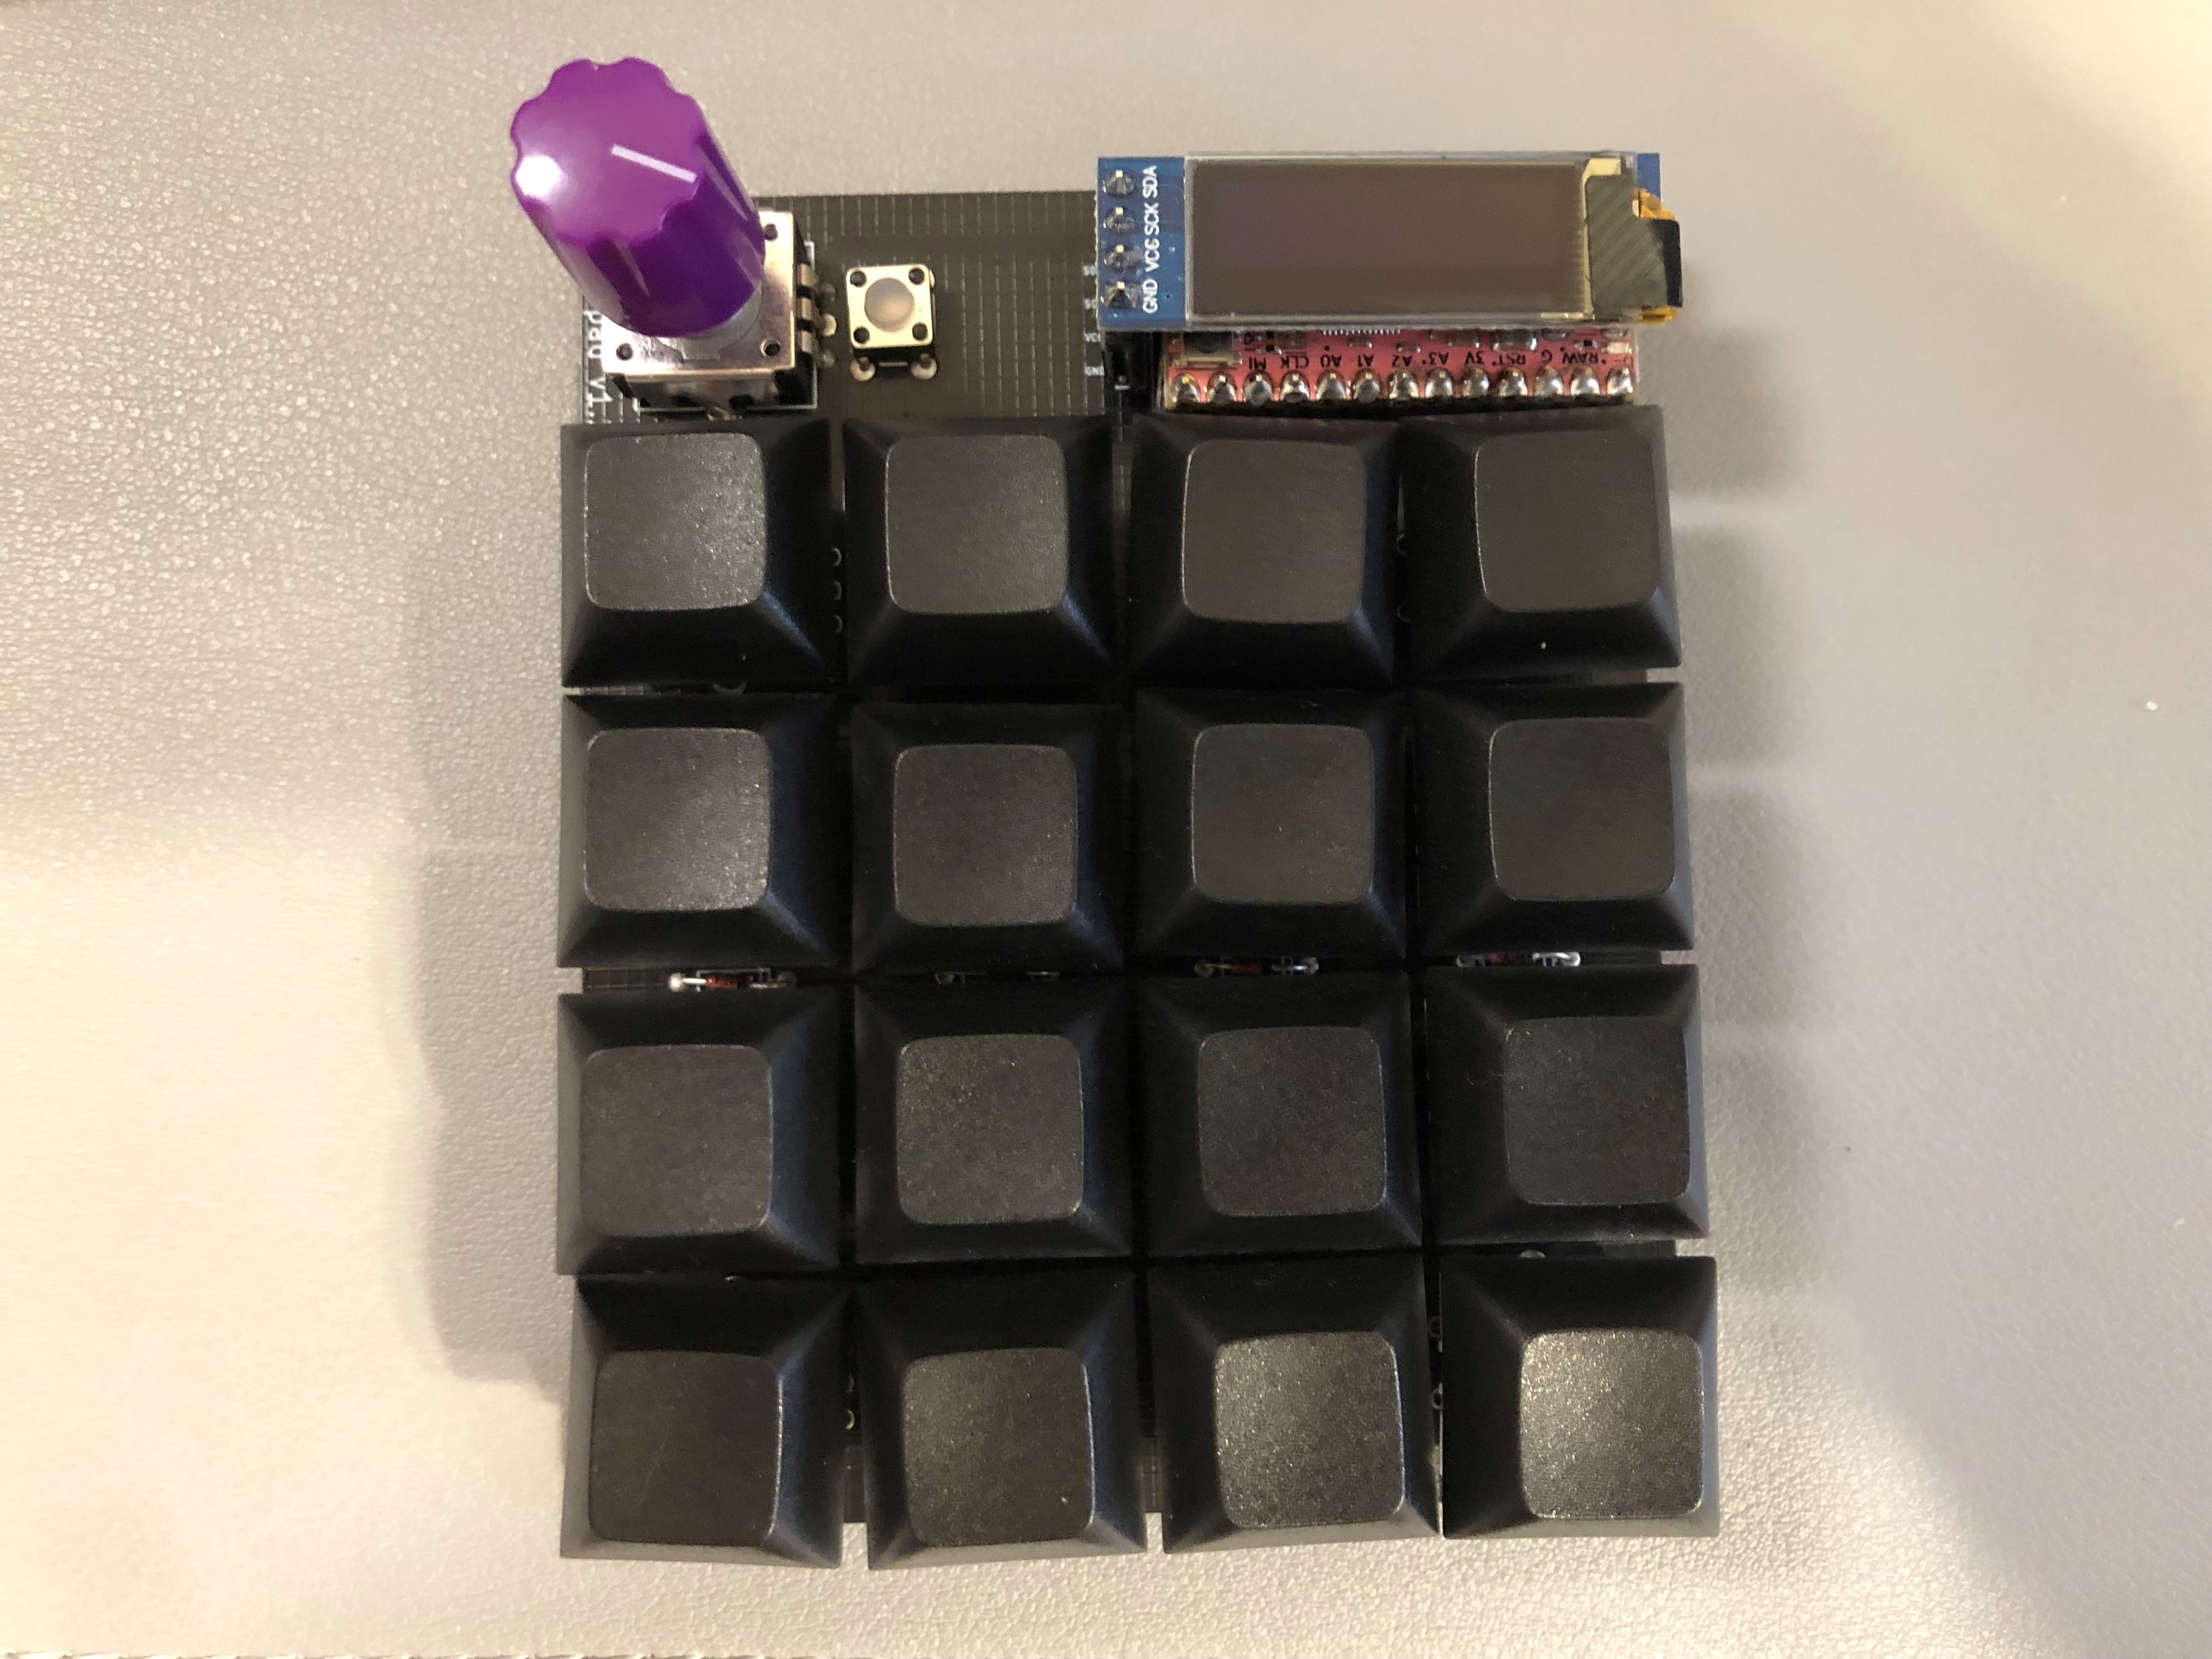 SDA
SCK
VCC
GND
VCC
GND
RAW G RST 3V A3 A2 A1 A0 CLK MI
pad v1.